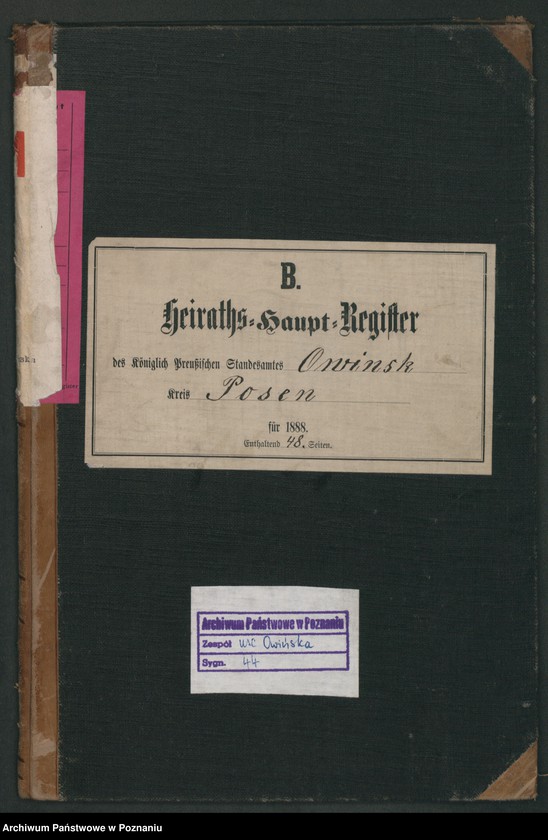 B.
Heiraths-Haupt-Register
des Königlich Preußischen Standesamtes Owinsk
Kreis Posen
für 1888.
Enthaltend 48. Seiten.
Archiwum Państwowe w Poznaniu
Zespół USC Owińska
Sygn. 44
Archiwum Państwowe w Poznaniu